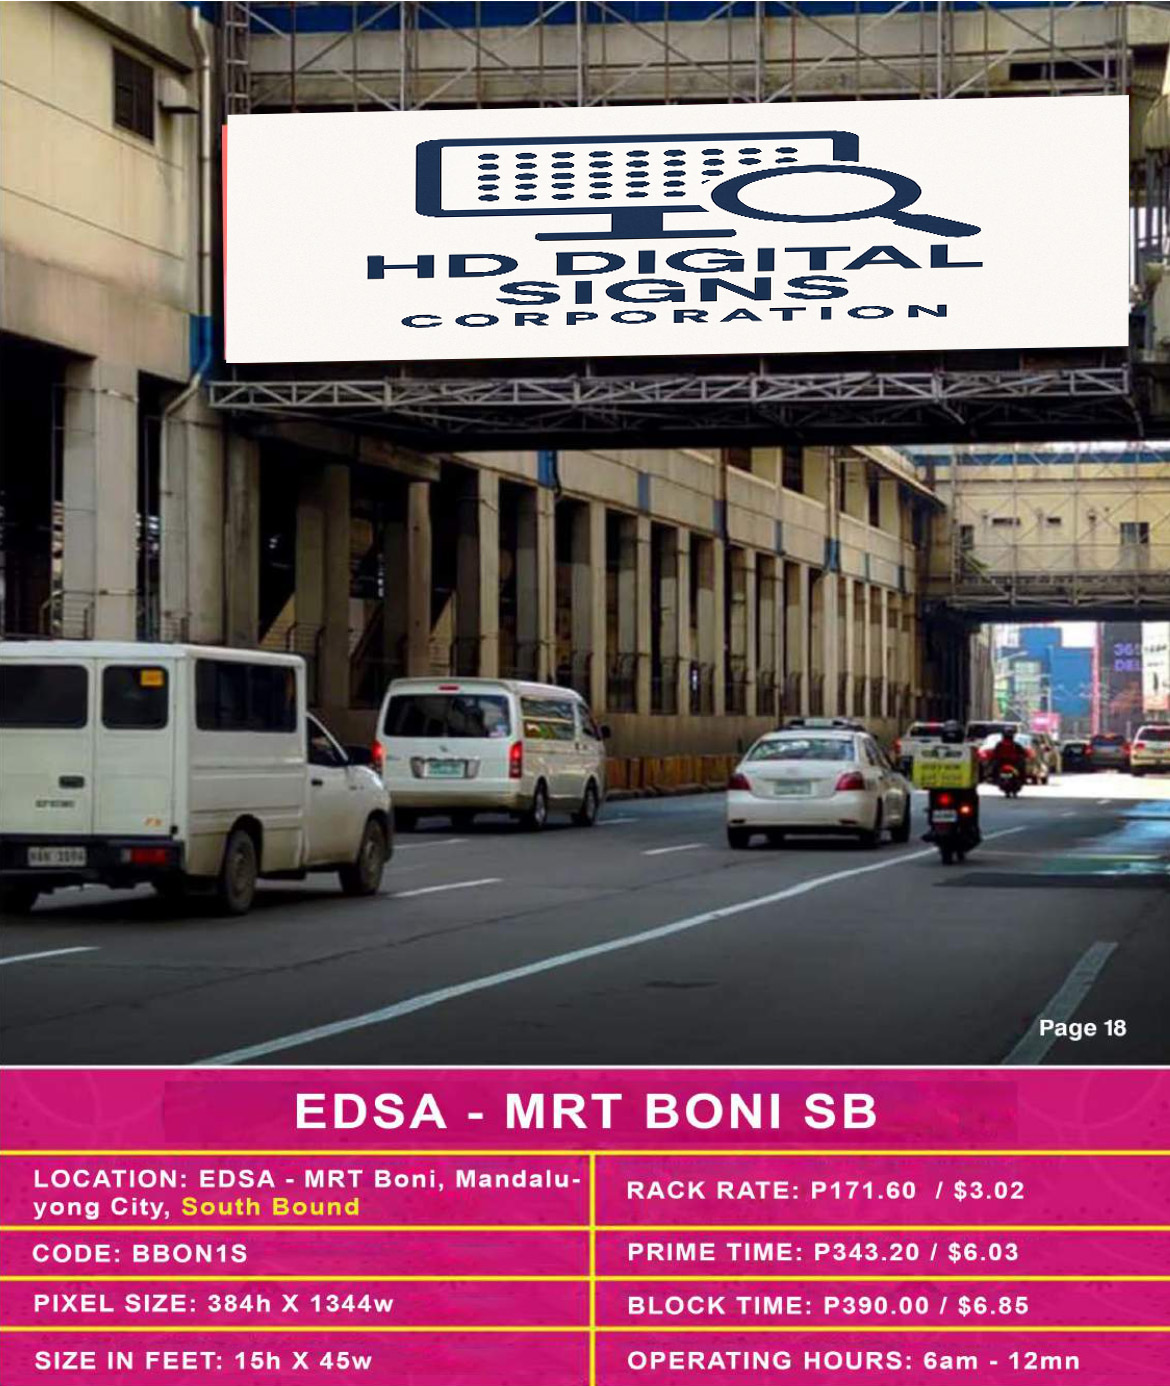 HD DIGITAL
SIGNS
CORPORATION
Page 18
EDSA - MRT BONI SB
LOCATION: EDSA - MRT Boni, Mandalu-
yong City, South Bound
RACK RATE: P171.60 / $3.02
CODE: BBON1S
PRIME TIME: P343.20 / $6.03
PIXEL SIZE: 384h X 1344w
BLOCK TIME: P390.00 / $6.85
SIZE IN FEET: 15h X 45w
OPERATING HOURS: 6am - 12mn